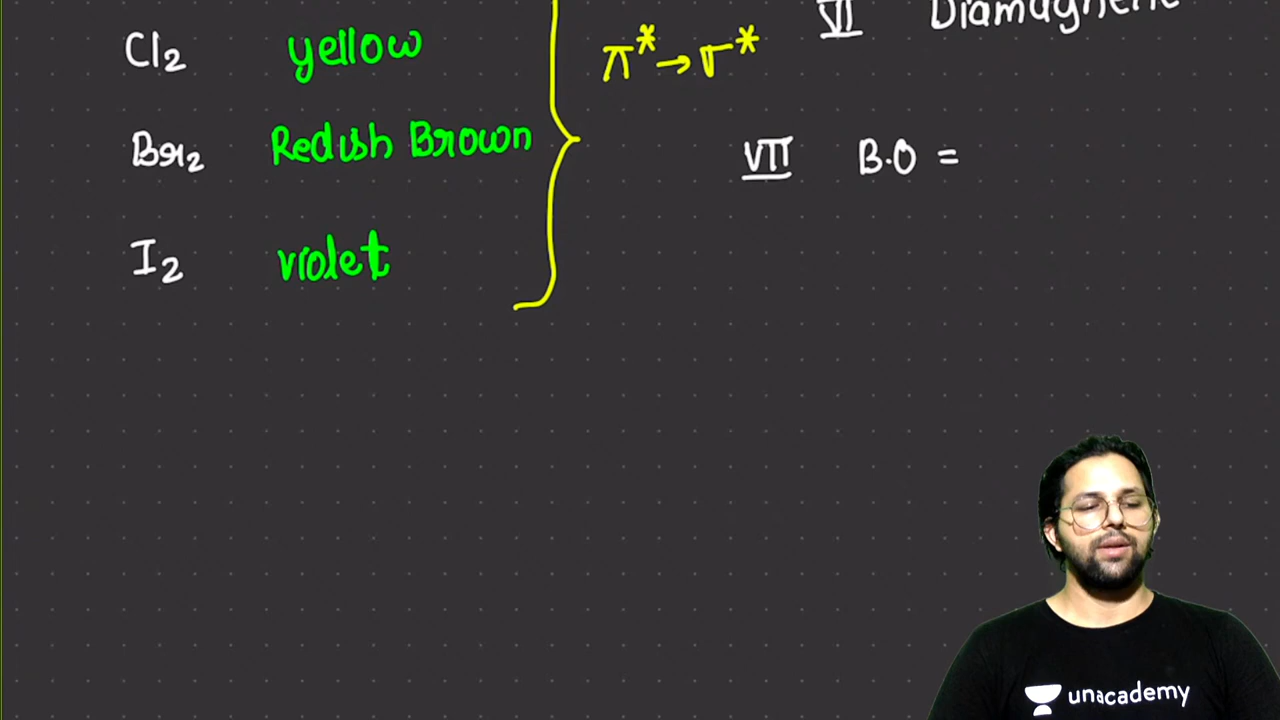 VI Diamagnetic
Cl2 yellow
π* → σ*
Br2 Redish Brown
VII B.O =
I2 violet
unacademy